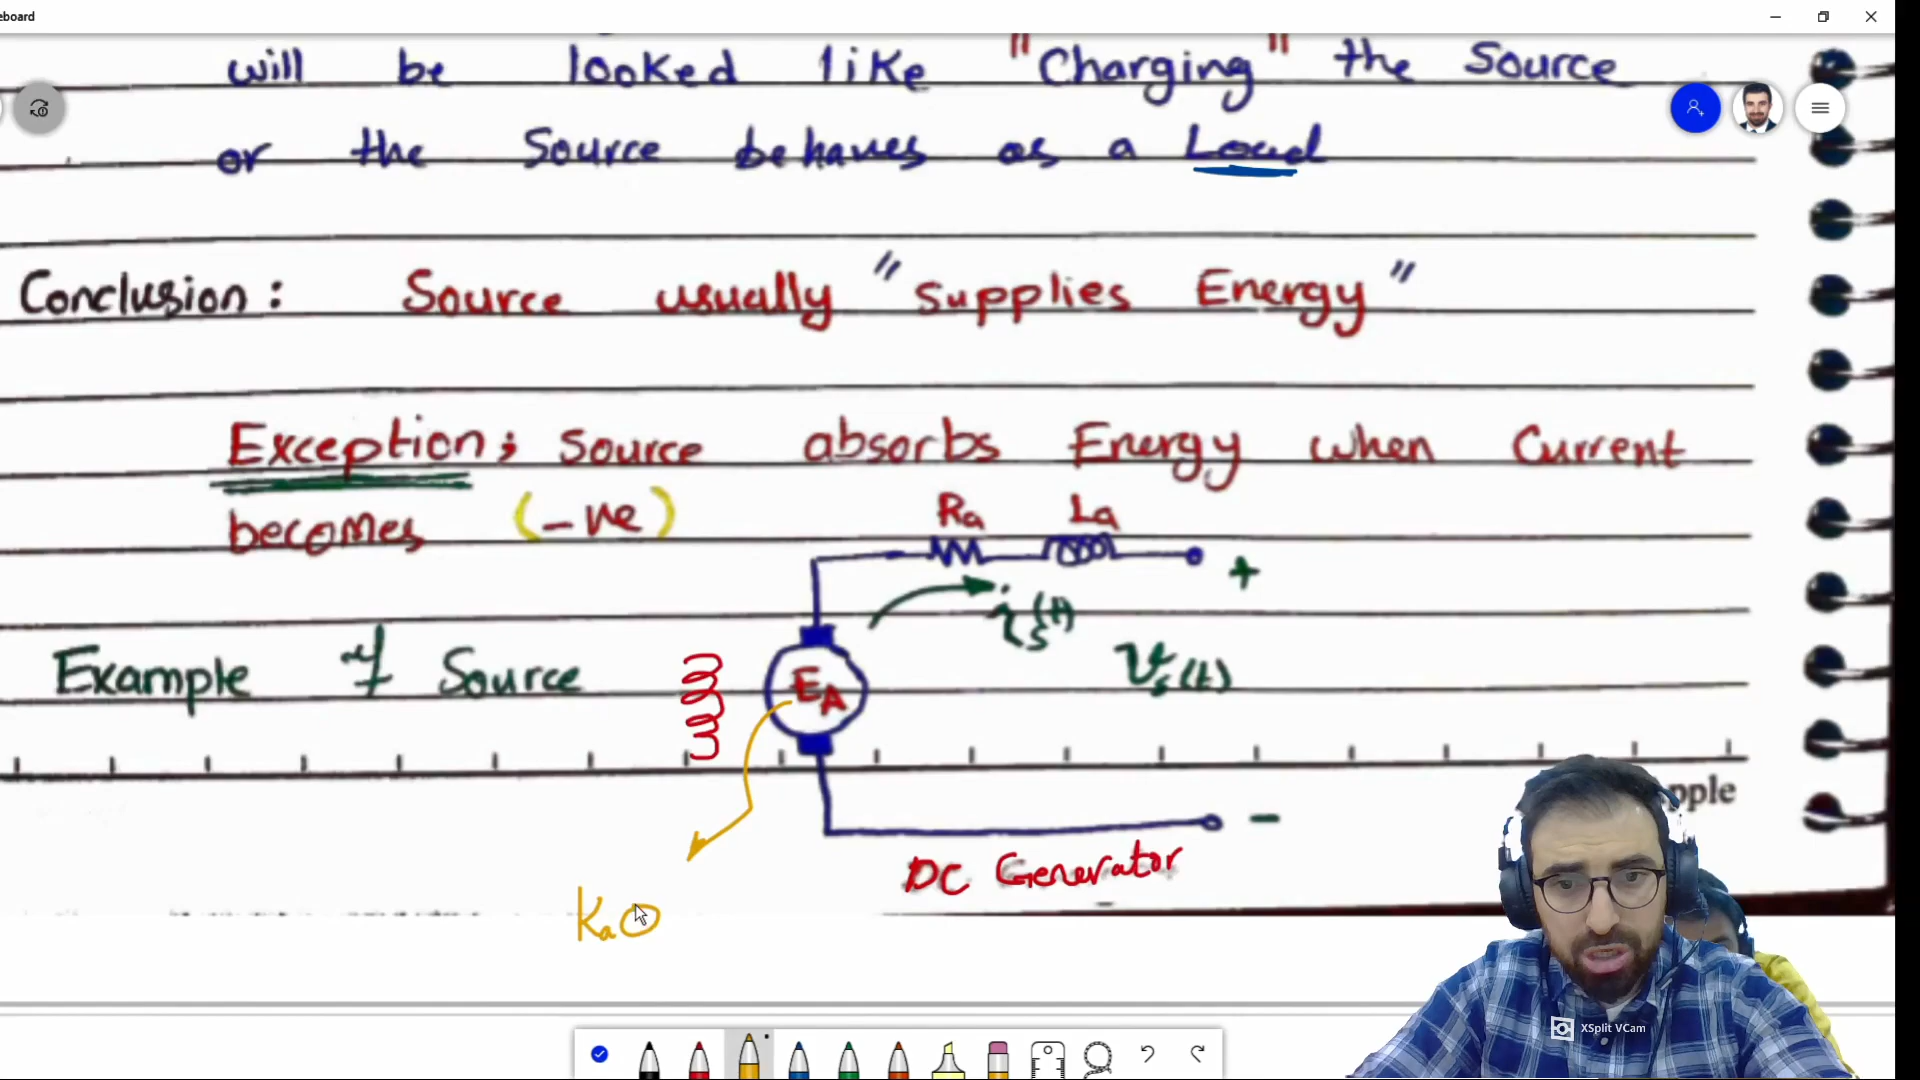 eboard
will be looked like "Charging" the Source
or the Source behaves as a Load
Conclusion: Source usually "supplies Energy"
Exception; Source absorbs Energy when Current
becomes (-ve)
Ra La
+
is(t)
Example of Source
EA
Vs(t)
pple
-
DC Generator
Ka
XSplit VCam